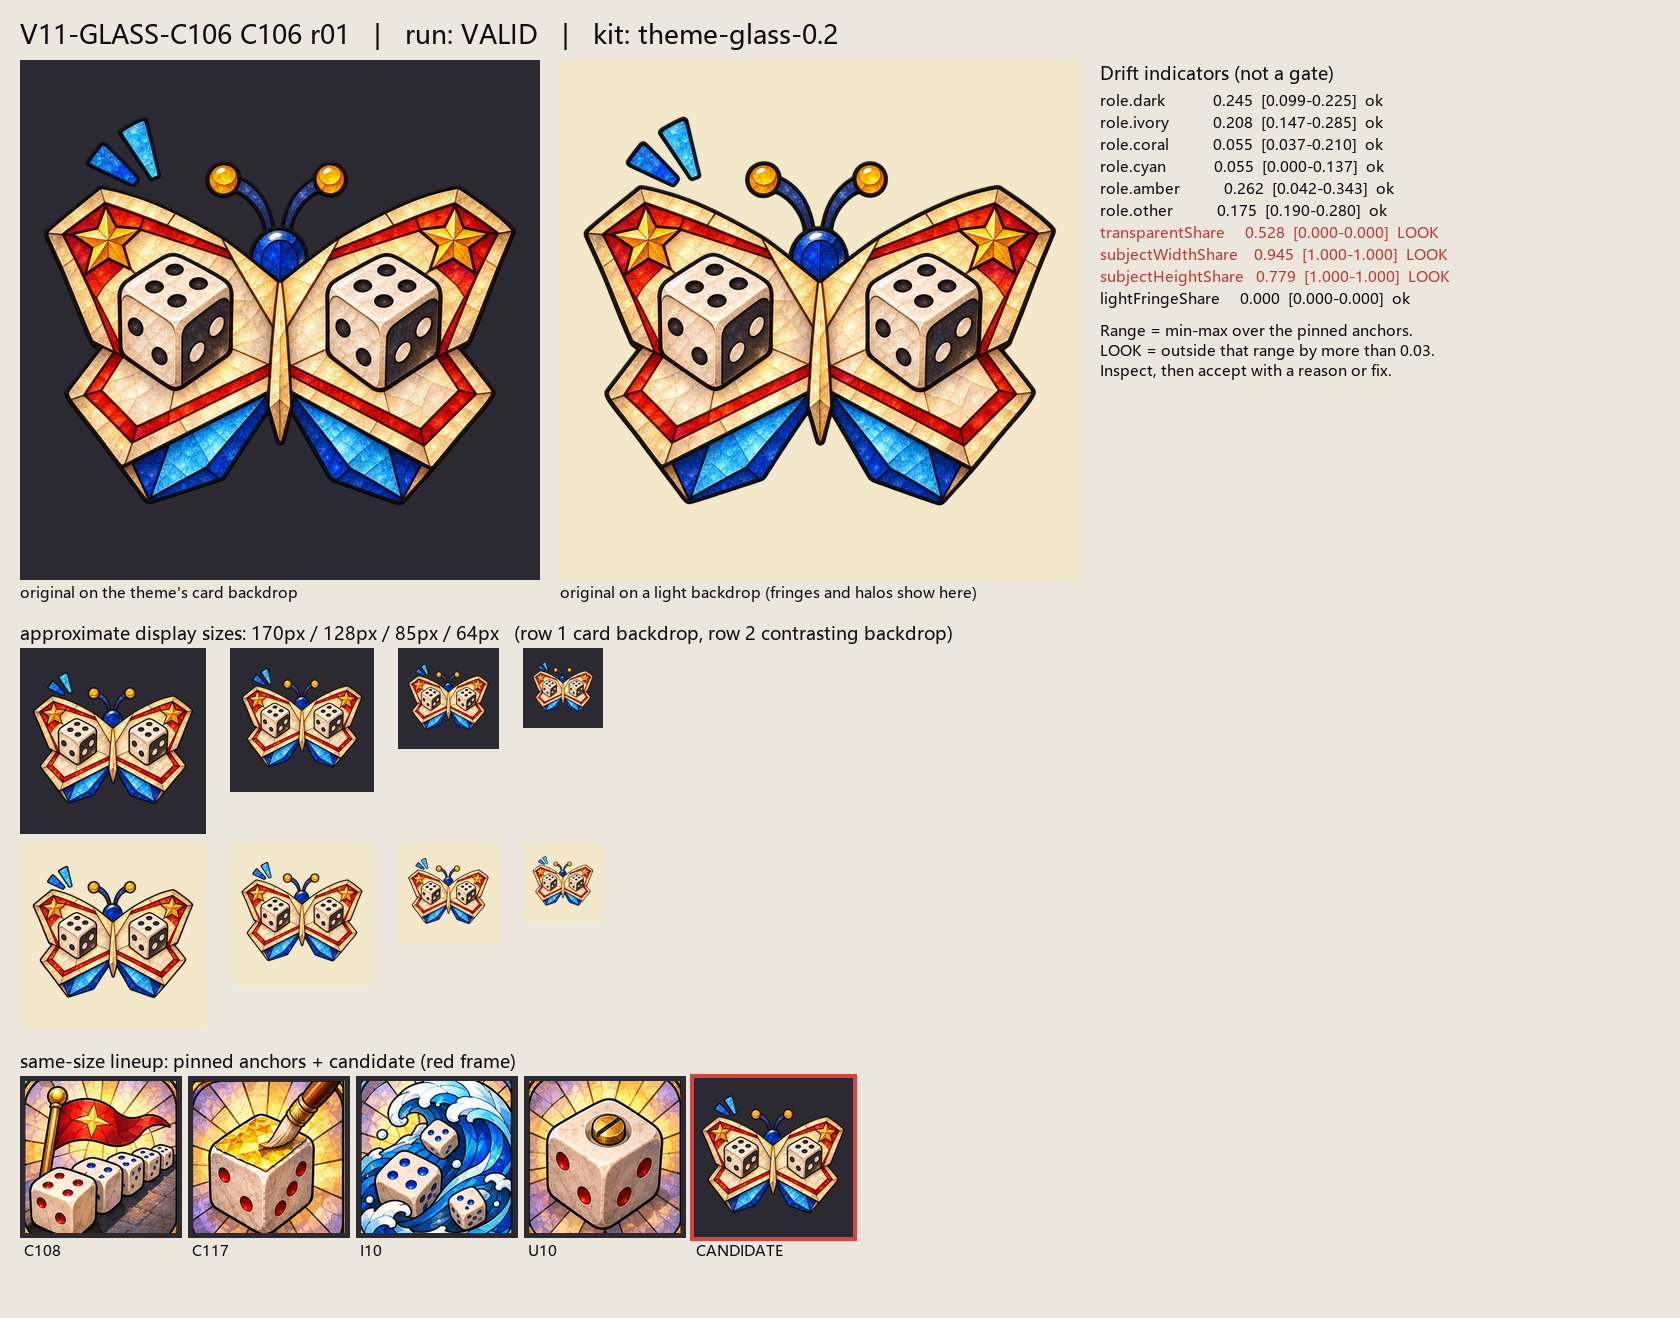 V11-GLASS-C106 C106 r01   |   run: VALID   |   kit: theme-glass-0.2
Drift indicators (not a gate)
role.dark 0.245 [0.099-0.225] ok
role.ivory 0.208 [0.147-0.285] ok
role.coral 0.055 [0.037-0.210] ok
role.cyan 0.055 [0.000-0.137] ok
role.amber 0.262 [0.042-0.343] ok
role.other 0.175 [0.190-0.280] ok
transparentShare 0.528 [0.000-0.000] LOOK
subjectWidthShare 0.945 [1.000-1.000] LOOK
subjectHeightShare 0.779 [1.000-1.000] LOOK
lightFringeShare 0.000 [0.000-0.000] ok
Range = min-max over the pinned anchors.
LOOK = outside that range by more than 0.03.
Inspect, then accept with a reason or fix.
original on the theme's card backdrop
original on a light backdrop (fringes and halos show here)
approximate display sizes: 170px / 128px / 85px / 64px   (row 1 card backdrop, row 2 contrasting backdrop)
same-size lineup: pinned anchors + candidate (red frame)
C108
C117
I10
U10
CANDIDATE